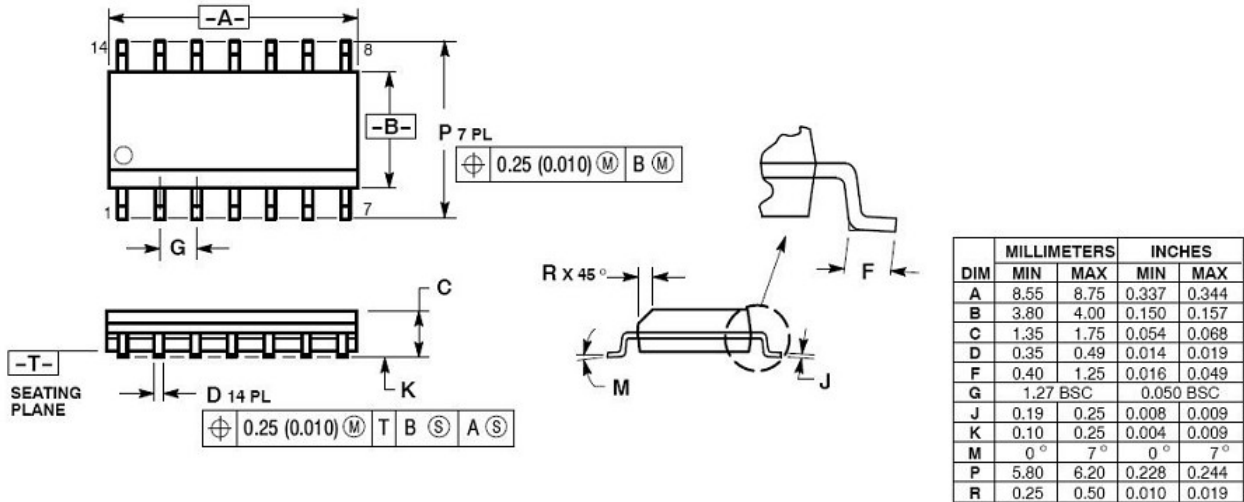 -A-
14
8
-B-
P 7 PL
⌖ 0.25 (0.010) Ⓜ B Ⓜ
1
7
G
C
-T-
SEATING
PLANE
D 14 PL
K
⌖ 0.25 (0.010) Ⓜ T B Ⓢ A Ⓢ
R x 45°
M
J
F
MILLIMETERS INCHES
DIM MIN MAX MIN MAX
A 8.55 8.75 0.337 0.344
B 3.80 4.00 0.150 0.157
C 1.35 1.75 0.054 0.068
D 0.35 0.49 0.014 0.019
F 0.40 1.25 0.016 0.049
G 1.27 BSC 0.050 BSC
J 0.19 0.25 0.008 0.009
K 0.10 0.25 0.004 0.009
M 0° 7° 0° 7°
P 5.80 6.20 0.228 0.244
R 0.25 0.50 0.010 0.019